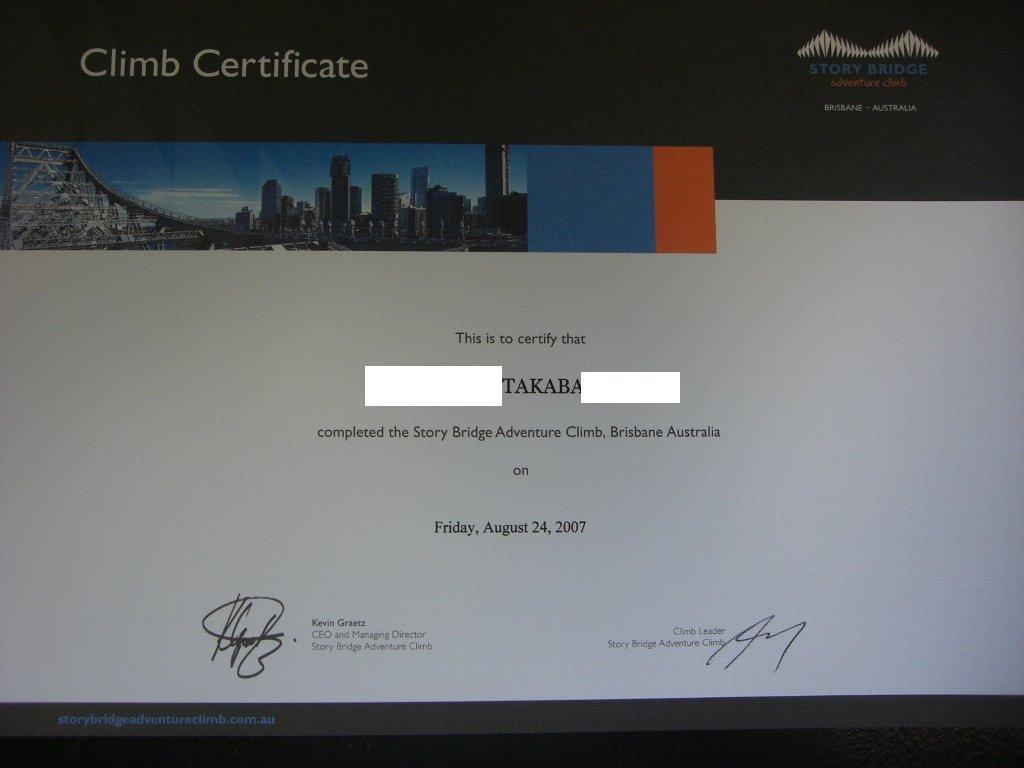 Climb Certificate
STORY BRIDGE
adventure climb
BRISBANE - AUSTRALIA
This is to certify that
TAKABA
completed the Story Bridge Adventure Climb, Brisbane Australia
on
Friday, August 24, 2007
Kevin Graetz
CEO and Managing Director
Story Bridge Adventure Climb
Climb Leader
Story Bridge Adventure Climb
storybridgeadventureclimb.com.au